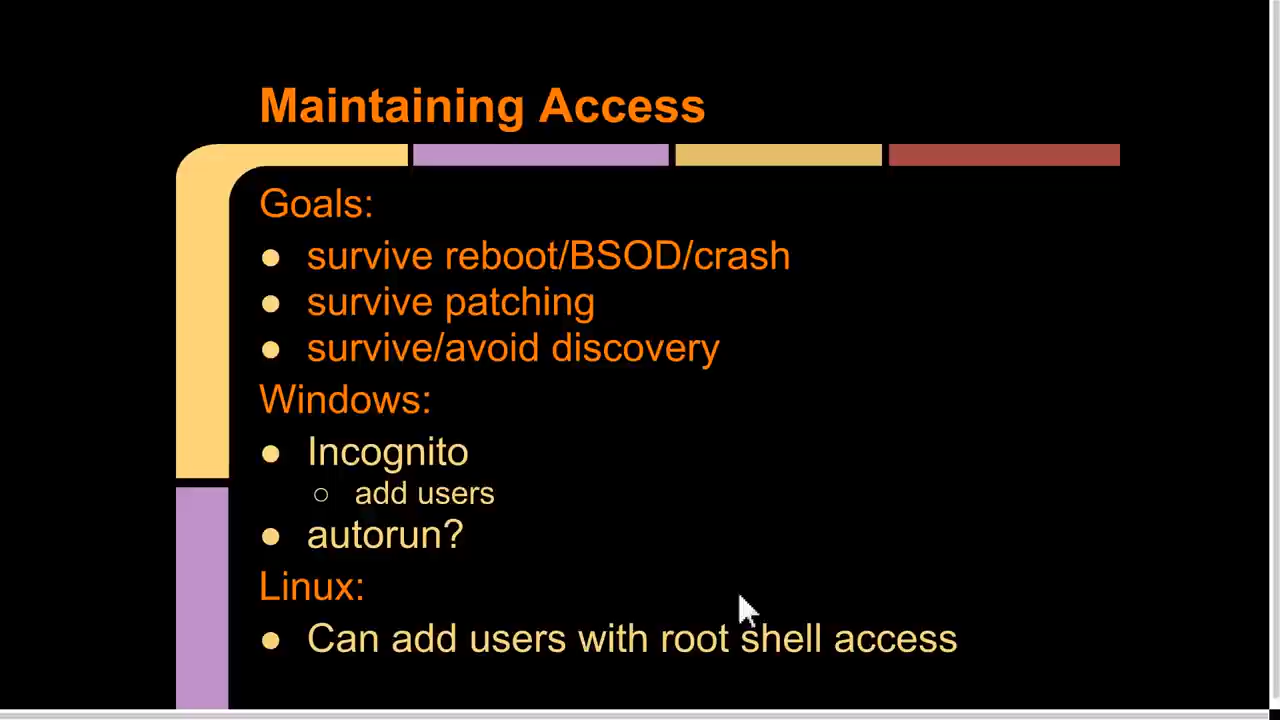 Maintaining Access
Goals:
● survive reboot/BSOD/crash
● survive patching
● survive/avoid discovery
Windows:
● Incognito
○ add users
● autorun?
Linux:
● Can add users with root shell access